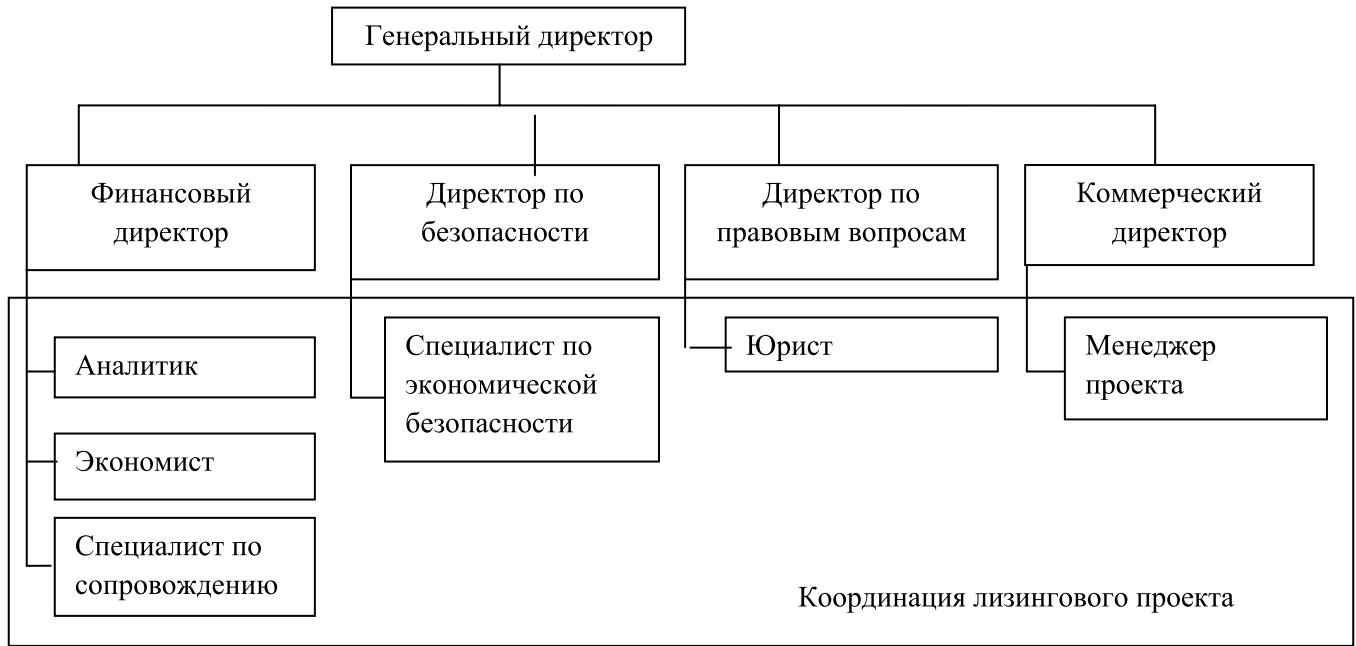 Генеральный директор
Финансовый
директор
Директор по
безопасности
Директор по
правовым вопросам
Коммерческий
директор
Аналитик
Экономист
Специалист по
сопровождению
Специалист по
экономической
безопасности
Юрист
Менеджер
проекта
Координация лизингового проекта